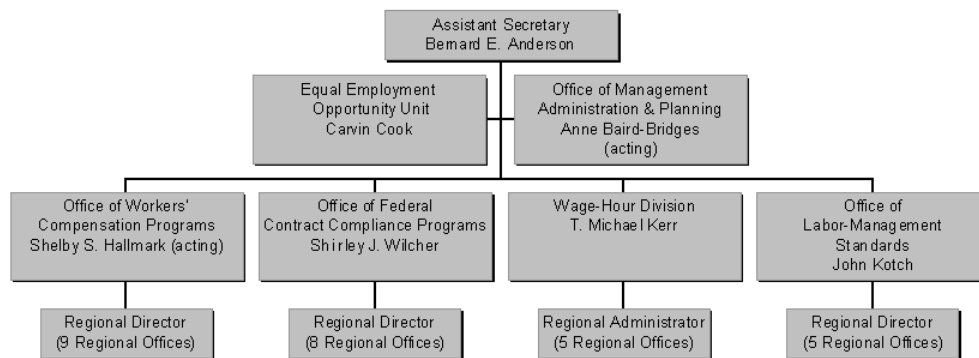 Assistant Secretary
Bernard E. Anderson
Equal Employment
Opportunity Unit
Carvin Cook
Office of Management
Administration & Planning
Anne Baird-Bridges
(acting)
Office of Workers'
Compensation Programs
Shelby S. Hallmark (acting)
Office of Federal
Contract Compliance Programs
Shirley J. Wilcher
Wage-Hour Division
T. Michael Kerr
Office of
Labor-Management
Standards
John Kotch
Regional Director
(9 Regional Offices)
Regional Director
(8 Regional Offices)
Regional Administrator
(5 Regional Offices)
Regional Director
(5 Regional Offices)